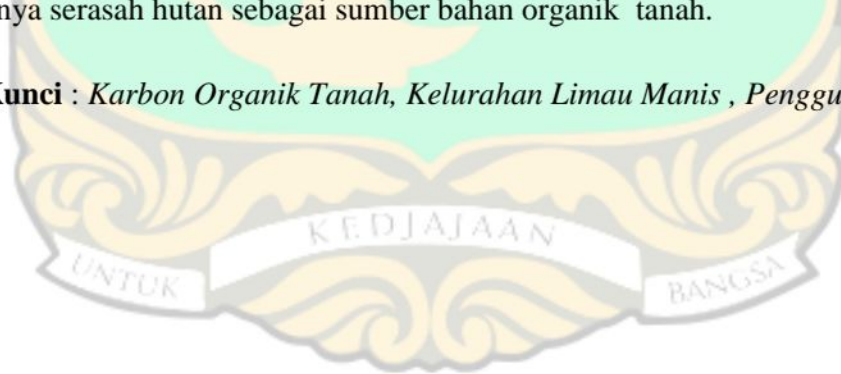 nya serasah hutan sebagai sumber bahan organik tanah.
Kunci : Karbon Organik Tanah, Kelurahan Limau Manis , Penggu
UNTUK KEDJAJAAN BANGSA